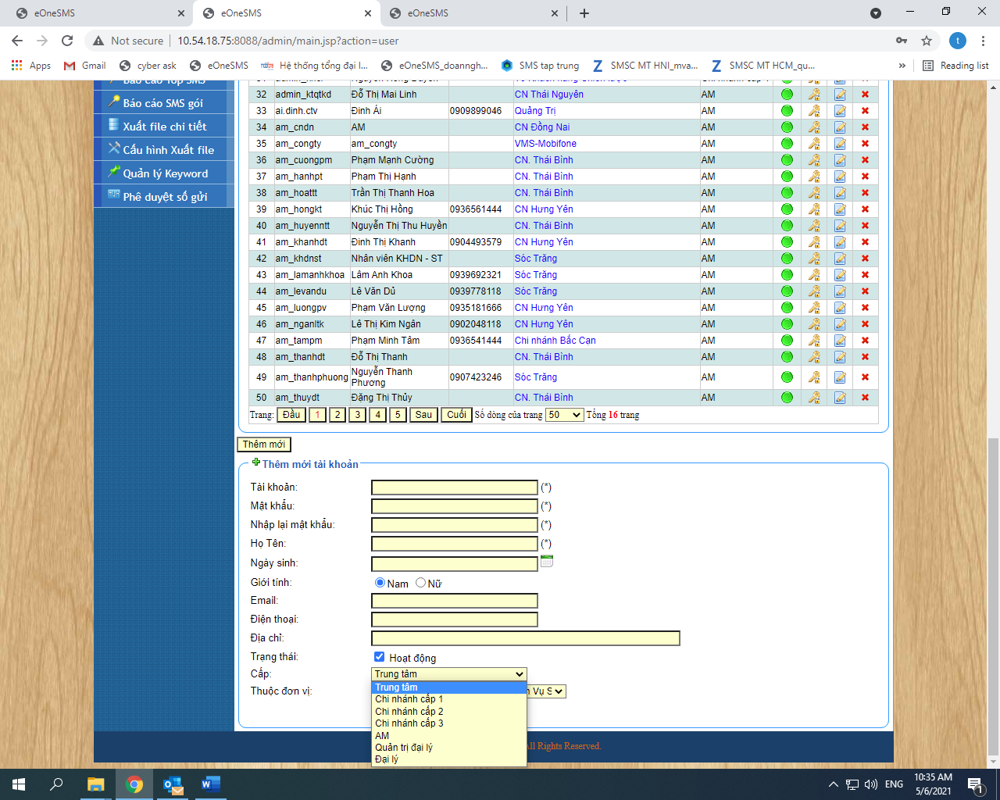 eOneSMS
eOneSMS
eOneSMS
Not secure | 10.54.18.75:8088/admin/main.jsp?action=user
t
Apps Gmail cyber ask eOneSMS Hệ thống tổng đài I... eOneSMS_doanngh... SMS tap trung SMSC MT HNI_mva... SMSC MT HCM_qu... » Reading list
Báo cáo Top SMS
Báo cáo SMS gói
Xuất file chi tiết
Cấu hình Xuất file
Quản lý Keyword
Phê duyệt số gửi
32 admin_ktqtkd Đỗ Thị Mai Linh CN Thái Nguyên AM
33 ai.dinh.ctv Đinh Ái 0909899046 Quảng Trị AM
34 am_cndn AM CN Đồng Nai AM
35 am_congty am_congty VMS-Mobifone AM
36 am_cuongpm Phạm Mạnh Cường CN. Thái Bình AM
37 am_hanhpt Phạm Thị Hạnh CN. Thái Bình AM
38 am_hoattt Trần Thị Thanh Hoa CN. Thái Bình AM
39 am_hongkt Khúc Thị Hồng 0936561444 CN Hưng Yên AM
40 am_huyenntt Nguyễn Thị Thu Huyền CN. Thái Bình AM
41 am_khanhdt Đinh Thị Khanh 0904493579 CN Hưng Yên AM
42 am_khdnst Nhân viên KHDN - ST Sóc Trăng AM
43 am_lamanhkhoa Lâm Anh Khoa 0939692321 Sóc Trăng AM
44 am_levandu Lê Văn Dủ 0939778118 Sóc Trăng AM
45 am_luongpv Phạm Văn Lượng 0935181666 CN Hưng Yên AM
46 am_nganltk Lê Thị Kim Ngân 0902048118 CN Hưng Yên AM
47 am_tampm Phạm Minh Tâm 0936541444 Chi nhánh Bắc Cạn AM
48 am_thanhdt Đỗ Thị Thanh CN. Thái Bình AM
49 am_thanhphuong Nguyễn Thanh Phương 0907423246 Sóc Trăng AM
50 am_thuydt Đặng Thị Thủy CN. Thái Bình AM
Trang: Đầu 1 2 3 4 5 Sau Cuối Số dòng của trang 50 Tổng 16 trang
Thêm mới
Thêm mới tài khoản
Tài khoản: (*)
Mật khẩu: (*)
Nhập lại mật khẩu: (*)
Họ Tên: (*)
Ngày sinh:
Giới tính: Nam Nữ
Email:
Điện thoại:
Địa chỉ:
Trạng thái: Hoạt động
Cấp: Trung tâm
Thuộc đơn vị: Vụ S
Trung tâm
Chi nhánh cấp 1
Chi nhánh cấp 2
Chi nhánh cấp 3
AM
Quản trị đại lý
Đại lý
All Rights Reserved.
ENG
10:35 AM
5/6/2021
1